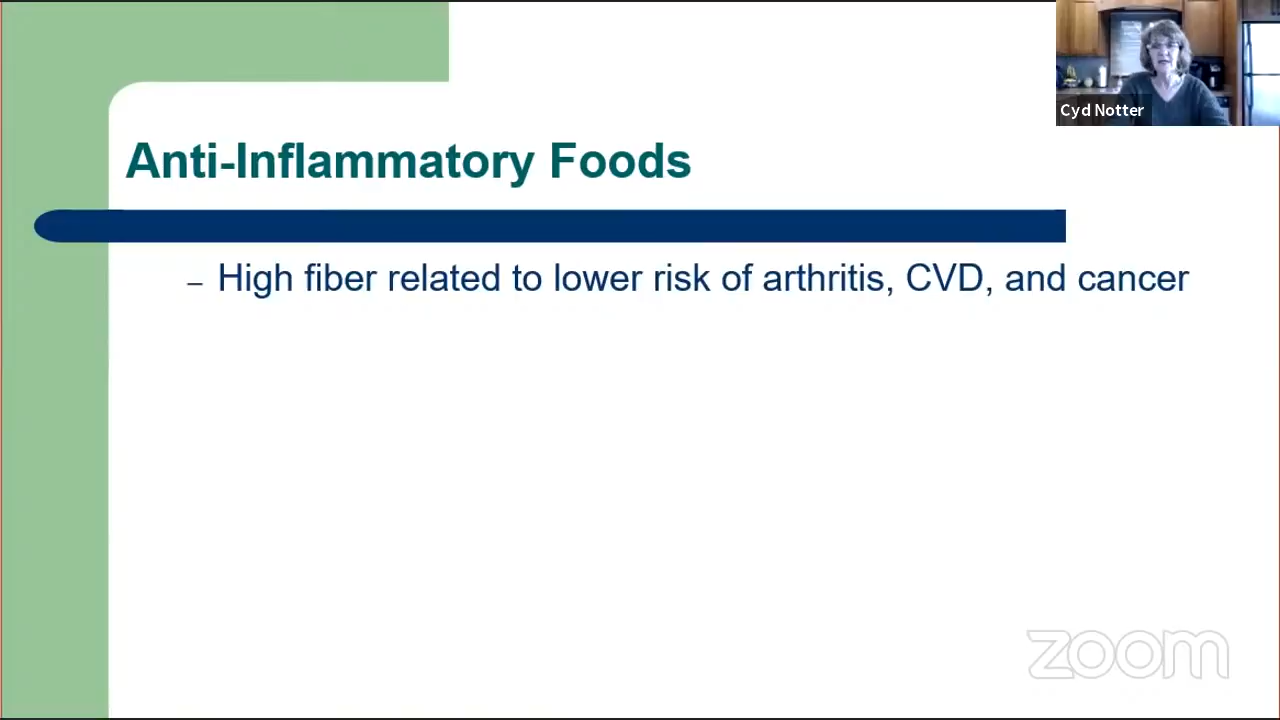 Cyd Notter
Anti-Inflammatory Foods
– High fiber related to lower risk of arthritis, CVD, and cancer
zoom